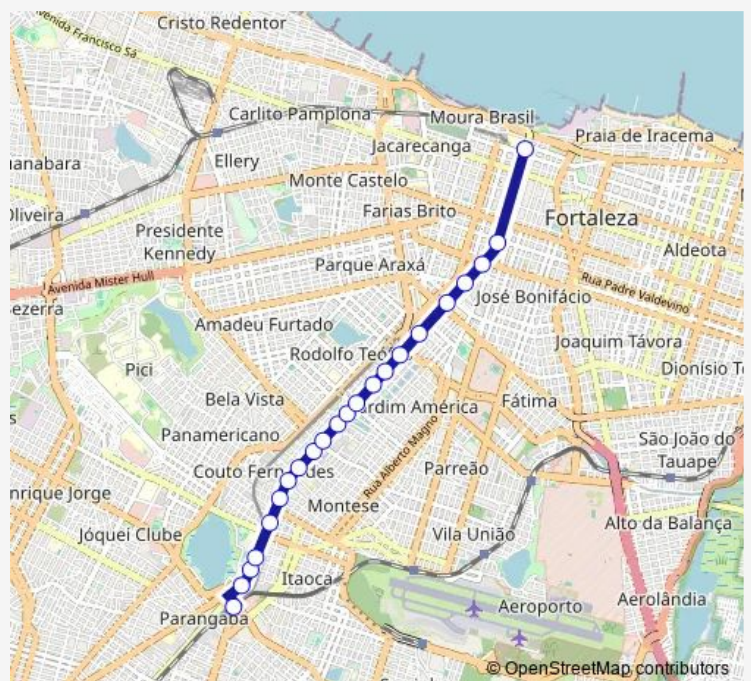 Cristo Redentor
Avenida Francisco Sá
Carlito Pamplona
Moura Brasil
Praia de Iracema
Jacarecanga
uanabara
Ellery
Monte Castelo
Oliveira
Farias Brito
Fortaleza
Presidente
Kennedy
Aldeota
Parque Araxá
Avenida Mister Hull
Rua Padre Valdevino
ezerra
José Bonifácio
Amadeu Furtado
Joaquim Távora
Rodolfo Teó
Pici
Dionísio T
Bela Vista
ardim América
Fátima
Panamericano
Rua Alberto Magno
São João do
Tauape
Couto Fern des
Parreão
nrique Jorge
Montese
Alto da Balança
Jóquei Clube
Vila União
Itaoca
Aeroporto
Aerolândia
Parangaba
© OpenStreetMap contributors